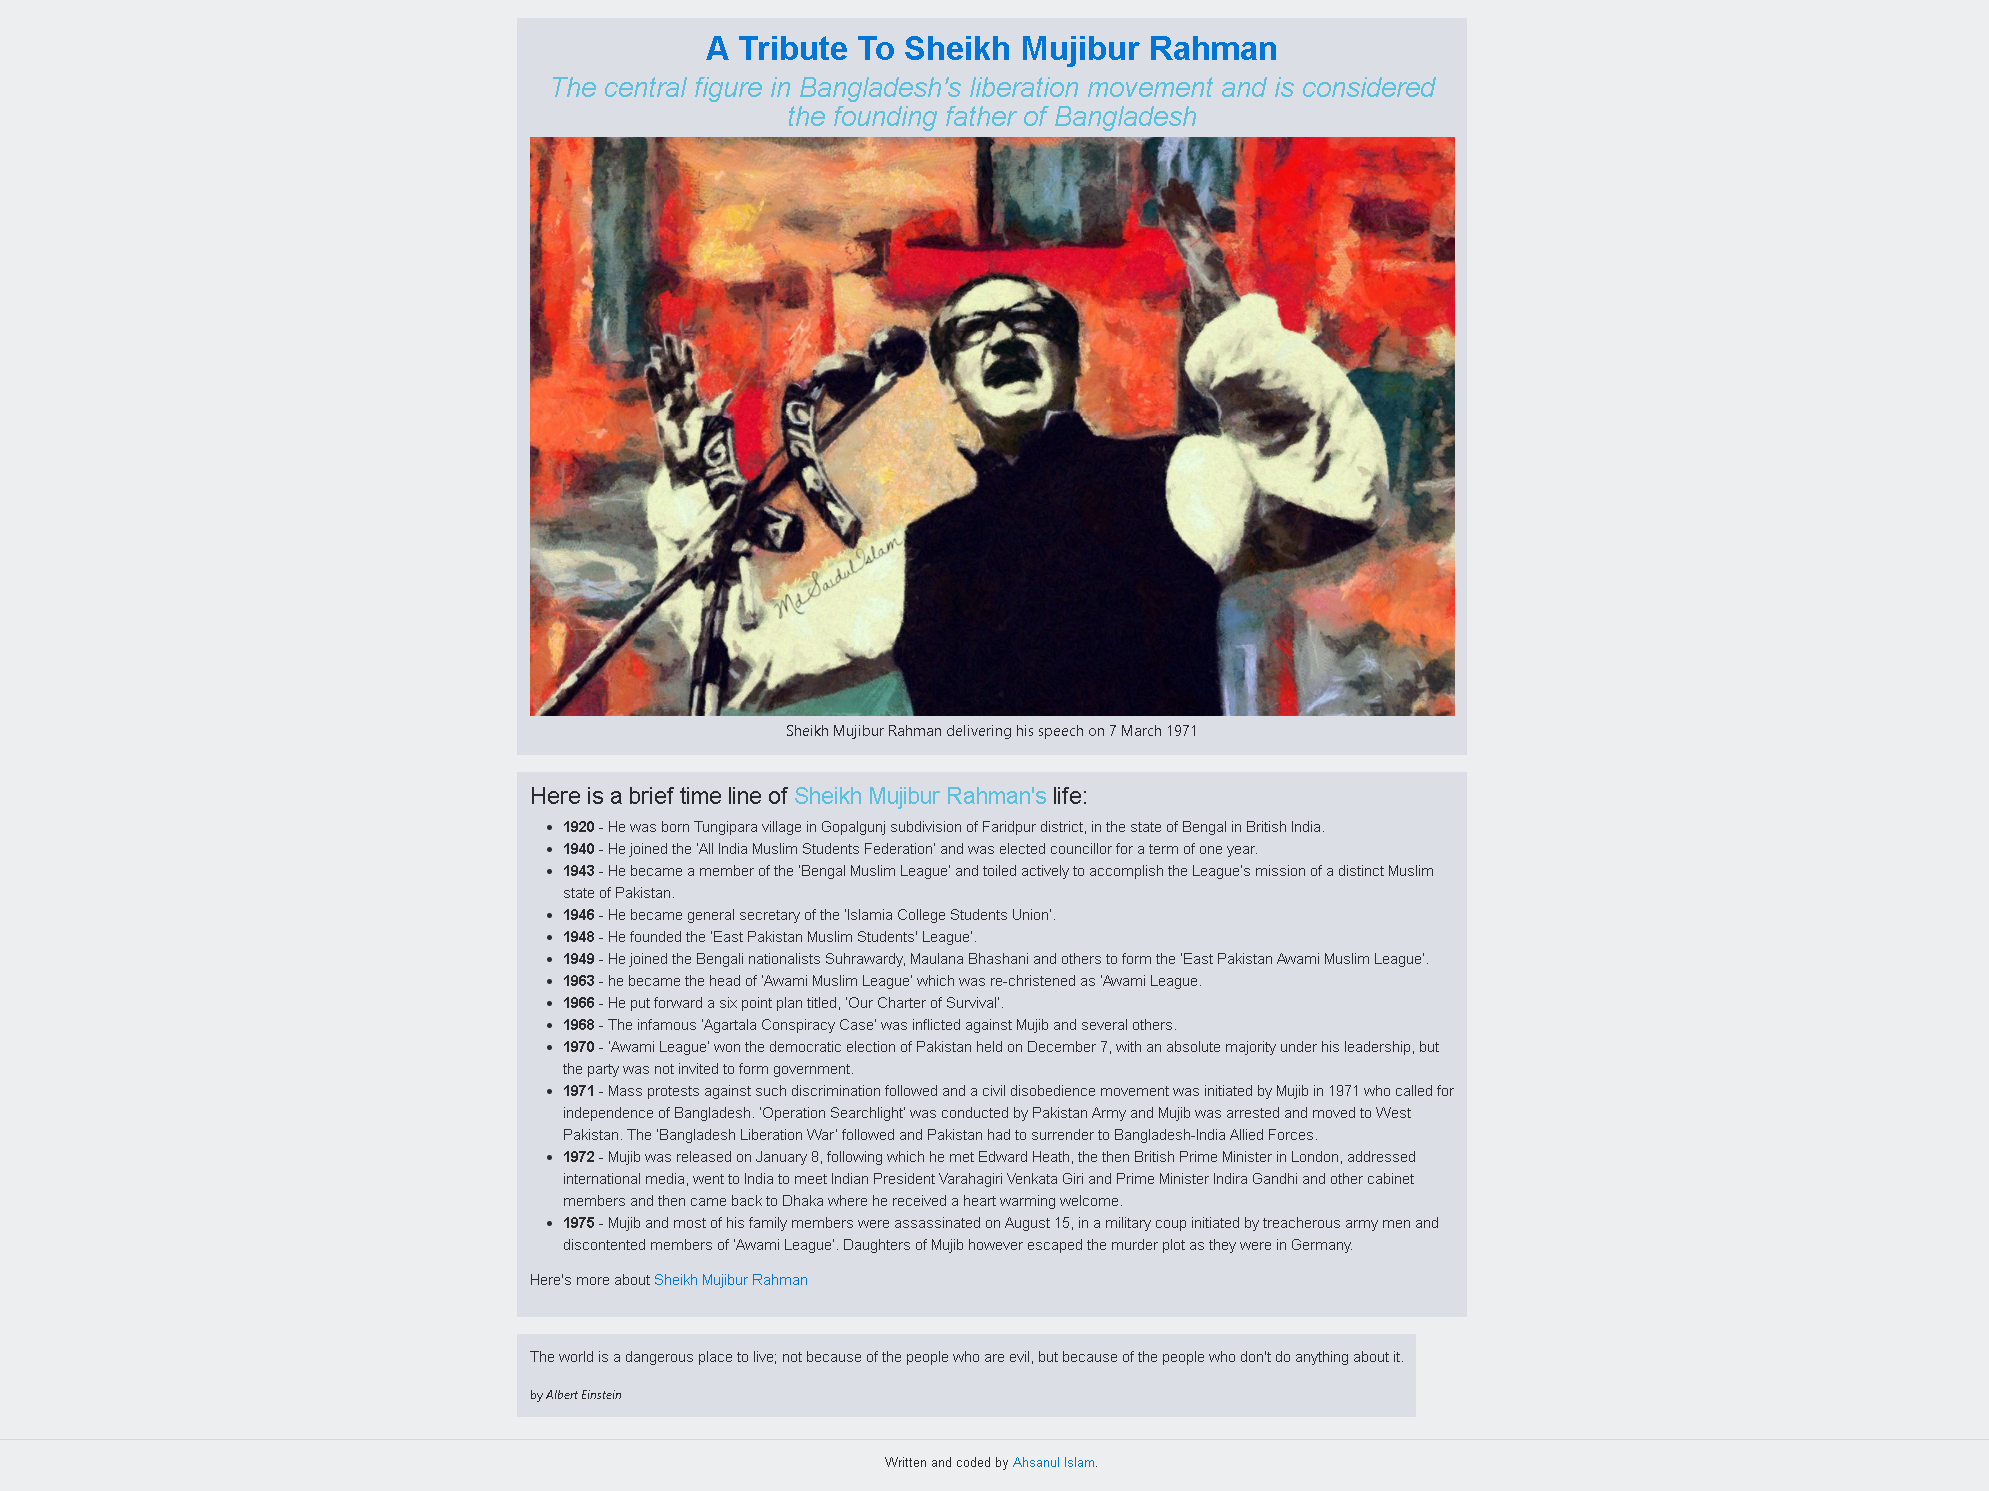 A Tribute To Sheikh Mujibur Rahman
The central figure in Bangladesh's liberation movement and is considered
the founding father of Bangladesh
Md Saidul Islam
Sheikh Mujibur Rahman delivering his speech on 7 March 1971
Here is a brief time line of Sheikh Mujibur Rahman's life:
• 1920 - He was born Tungipara village in Gopalgunj subdivision of Faridpur district, in the state of Bengal in British India.
• 1940 - He joined the 'All India Muslim Students Federation' and was elected councillor for a term of one year.
• 1943 - He became a member of the 'Bengal Muslim League' and toiled actively to accomplish the League's mission of a distinct Muslim
state of Pakistan.
• 1946 - He became general secretary of the 'Islamia College Students Union'.
• 1948 - He founded the 'East Pakistan Muslim Students' League'.
• 1949 - He joined the Bengali nationalists Suhrawardy, Maulana Bhashani and others to form the 'East Pakistan Awami Muslim League'.
• 1963 - he became the head of 'Awami Muslim League' which was re-christened as 'Awami League.
• 1966 - He put forward a six point plan titled, 'Our Charter of Survival'.
• 1968 - The infamous 'Agartala Conspiracy Case' was inflicted against Mujib and several others.
• 1970 - 'Awami League' won the democratic election of Pakistan held on December 7, with an absolute majority under his leadership, but
the party was not invited to form government.
• 1971 - Mass protests against such discrimination followed and a civil disobedience movement was initiated by Mujib in 1971 who called for
independence of Bangladesh. 'Operation Searchlight' was conducted by Pakistan Army and Mujib was arrested and moved to West
Pakistan. The 'Bangladesh Liberation War' followed and Pakistan had to surrender to Bangladesh-India Allied Forces.
• 1972 - Mujib was released on January 8, following which he met Edward Heath, the then British Prime Minister in London, addressed
international media, went to India to meet Indian President Varahagiri Venkata Giri and Prime Minister Indira Gandhi and other cabinet
members and then came back to Dhaka where he received a heart warming welcome.
• 1975 - Mujib and most of his family members were assassinated on August 15, in a military coup initiated by treacherous army men and
discontented members of 'Awami League'. Daughters of Mujib however escaped the murder plot as they were in Germany.
Here's more about Sheikh Mujibur Rahman
The world is a dangerous place to live; not because of the people who are evil, but because of the people who don't do anything about it.
by Albert Einstein
Written and coded by Ahsanul Islam.